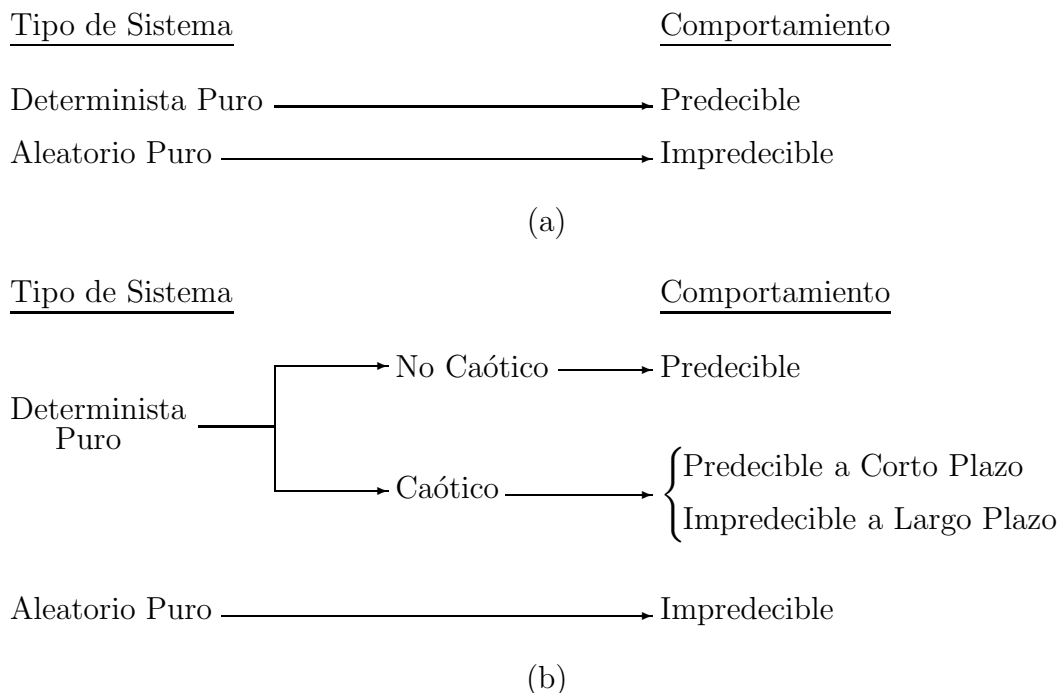 Tipo de Sistema Comportamiento
Determinista Puro Predecible
Aleatorio Puro Impredecible
(a)
Tipo de Sistema Comportamiento
No Caótico Predecible
Determinista
Puro
Predecible a Corto Plazo
Caótico
Impredecible a Largo Plazo
Aleatorio Puro Impredecible
(b)